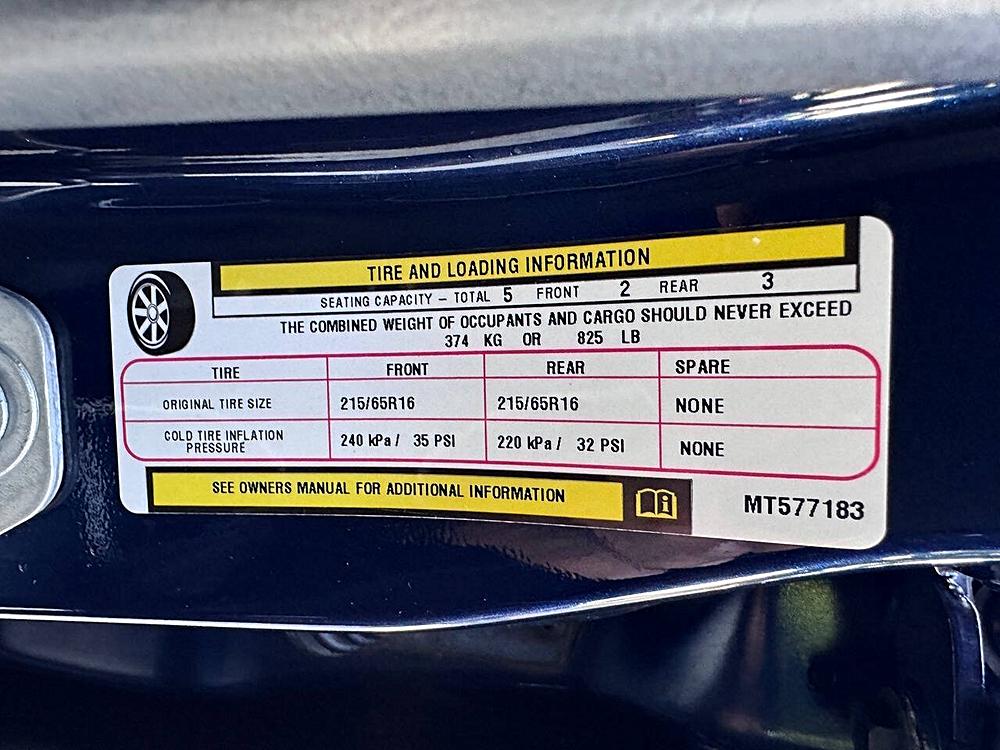 TIRE AND LOADING INFORMATION
SEATING CAPACITY – TOTAL 5 FRONT 2 REAR 3
THE COMBINED WEIGHT OF OCCUPANTS AND CARGO SHOULD NEVER EXCEED
374 KG OR 825 LB
TIRE FRONT REAR SPARE
ORIGINAL TIRE SIZE 215/65R16 215/65R16 NONE
COLD TIRE INFLATION
PRESSURE 240 kPa / 35 PSI 220 kPa / 32 PSI NONE
SEE OWNERS MANUAL FOR ADDITIONAL INFORMATION
MT577183